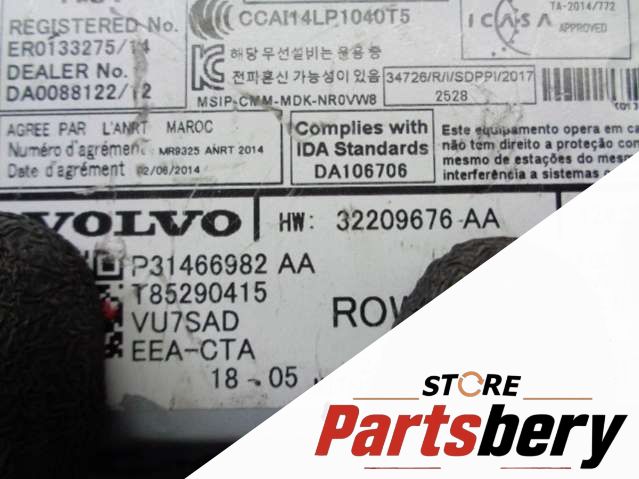 REGISTERED NO:
ER0133275/14
DEALER NO:
DA0088122/12
CCAI14LP1040T5
해당 무선설비는 운용 중
전파혼신 가능성이 있음
MSIP-CMM-MDK-NR0VW8
34726/R/I/SDPPI/2017
2528
TA-2014/772
ICASA
APPROVED
AGREE PAR L'ANRT MAROC
Numéro d'agrément: MR9325 ANRT 2014
Date d'agrément: 02/06/2014
Complies with
IDA Standards
DA106706
Este equipamento opera em
não tem direito a proteção
mesmo de estações do
interferência a sistemas
VOLVO
HW: 32209676 AA
P31466982 AA
T85290415
VU7SAD
EEA-CTA
ROW
18-05
STORE
Partsbery